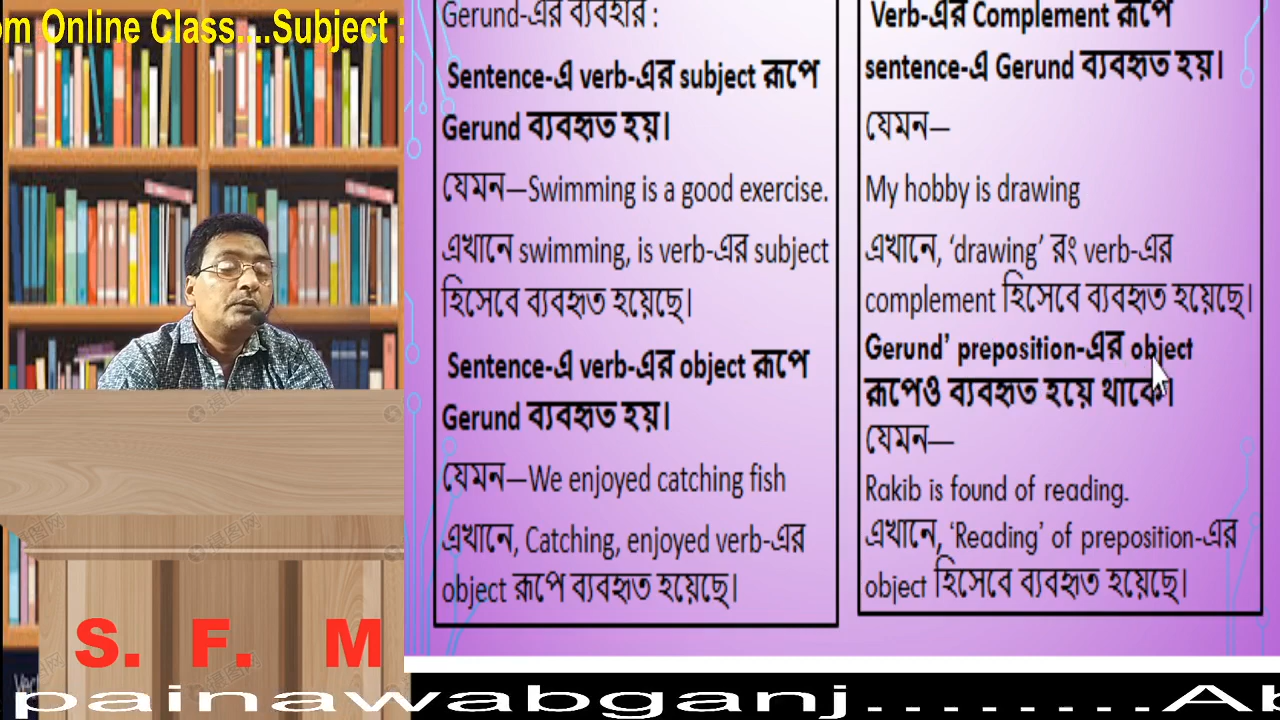 om Online Class....Subject :
Gerund-এর ব্যবহার :
Sentence-এ verb-এর subject রূপে
Gerund ব্যবহৃত হয়।
যেমন—Swimming is a good exercise.
এখানে swimming, is verb-এর subject
হিসেবে ব্যবহৃত হয়েছে।
Sentence-এ verb-এর object রূপে
Gerund ব্যবহৃত হয়।
যেমন—We enjoyed catching fish
এখানে, Catching, enjoyed verb-এর
object রূপে ব্যবহৃত হয়েছে।
Verb-এর Complement রূপে
sentence-এ Gerund ব্যবহৃত হয়।
যেমন—
My hobby is drawing
এখানে, ‘drawing’ রং verb-এর
complement হিসেবে ব্যবহৃত হয়েছে।
Gerund’ preposition-এর object
রূপেও ব্যবহৃত হয়ে থাকে।
যেমন—
Rakib is found of reading.
এখানে, ‘Reading’ of preposition-এর
object হিসেবে ব্যবহৃত হয়েছে।
S. F. M
painawabganj........Ab